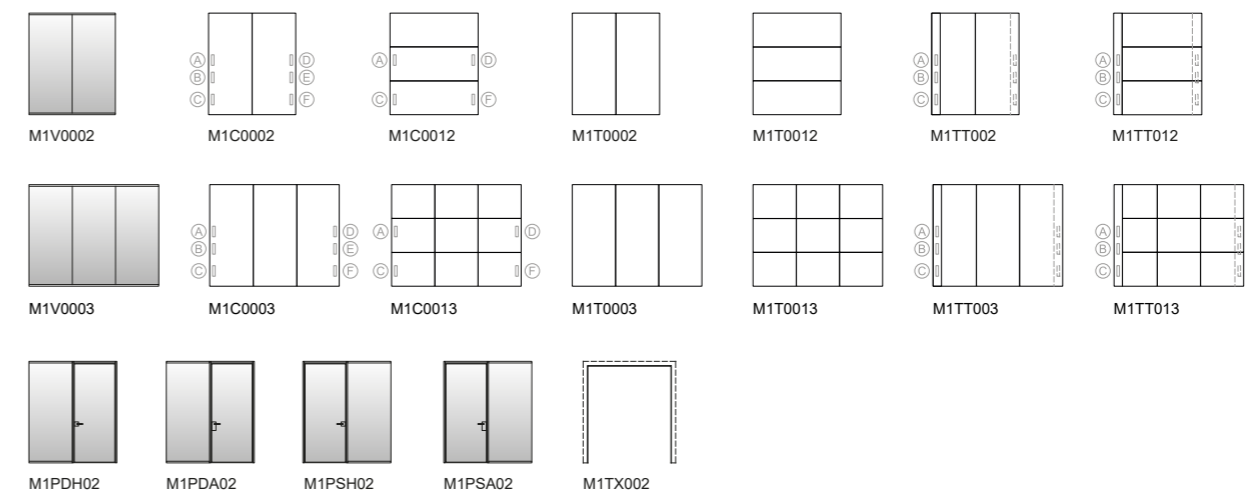 A D A D A A
B E B B
C F C F C C
M1V0002 M1C0002 M1C0012 M1T0002 M1T0012 M1TT002 M1TT012
A D A D A A
B E B B
C F C F C C
M1V0003 M1C0003 M1C0013 M1T0003 M1T0013 M1TT003 M1TT013
M1PDH02 M1PDA02 M1PSH02 M1PSA02 M1TX002